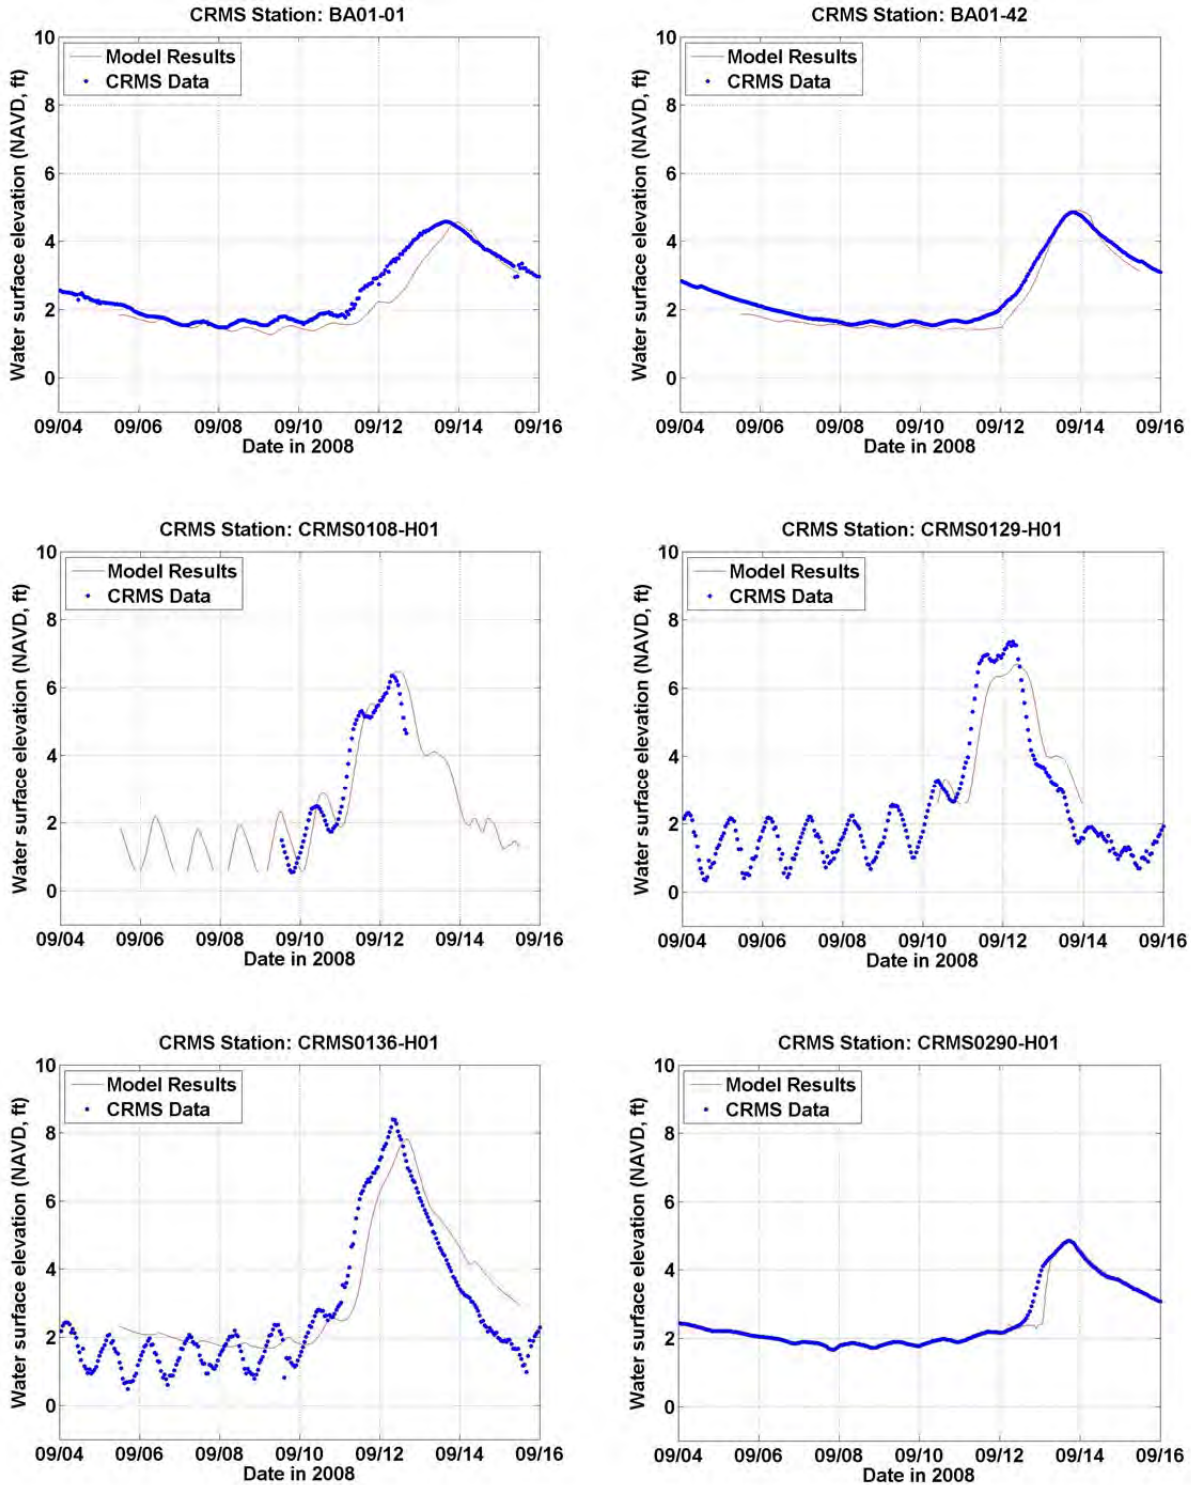 CRMS Station: BA01-01
Model Results
CRMS Data
Water surface elevation (NAVD, ft)
10
8
6
4
2
0
09/04 09/06 09/08 09/10 09/12 09/14 09/16
Date in 2008
CRMS Station: BA01-42
Model Results
CRMS Data
Water surface elevation (NAVD, ft)
10
8
6
4
2
0
09/04 09/06 09/08 09/10 09/12 09/14 09/16
Date in 2008
CRMS Station: CRMS0108-H01
Model Results
CRMS Data
Water surface elevation (NAVD, ft)
10
8
6
4
2
0
09/04 09/06 09/08 09/10 09/12 09/14 09/16
Date in 2008
CRMS Station: CRMS0129-H01
Model Results
CRMS Data
Water surface elevation (NAVD, ft)
10
8
6
4
2
0
09/04 09/06 09/08 09/10 09/12 09/14 09/16
Date in 2008
CRMS Station: CRMS0136-H01
Model Results
CRMS Data
Water surface elevation (NAVD, ft)
10
8
6
4
2
0
09/04 09/06 09/08 09/10 09/12 09/14 09/16
Date in 2008
CRMS Station: CRMS0290-H01
Model Results
CRMS Data
Water surface elevation (NAVD, ft)
10
8
6
4
2
0
09/04 09/06 09/08 09/10 09/12 09/14 09/16
Date in 2008